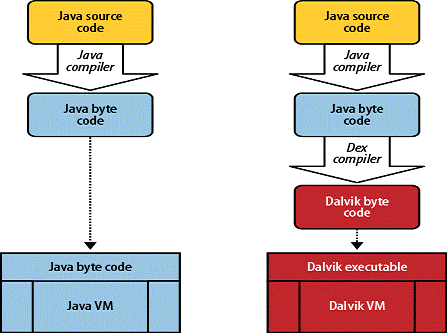 Java source
code
Java
compiler
Java byte
code
Java byte code
Java VM
Java source
code
Java
compiler
Java byte
code
Dex
compiler
Dalvik byte
code
Dalvik executable
Dalvik VM